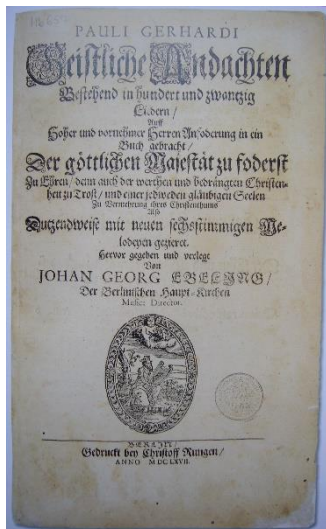 PAULI GERHARDI
Geistliche Andachten
Bestehend in hundert und zwantzig
Liedern/
Auff
Hoher und vornehmer Herren Anforderung in ein
Buch gebracht/
Der göttlichen Majestät zu foderst
Zu Ehren/ denn auch der werthen und bedrängten Christen-
heit zu Trost/ und einer jedweden gläubigen Seelen
Zu Vermehrung ihres Christenthums
Also
Dutzendweise mit neuen sechsstimmigen Me-
lodeyen gezieret.
Hervor gegeben und verlegt
Von
JOHAN GEORG EBELING/
Der Berlinischen Haupt-Kirchen
Music: Director.
BERLIN/
Gedruckt bey Christoff Rungen/
ANNO MDCLXVII.